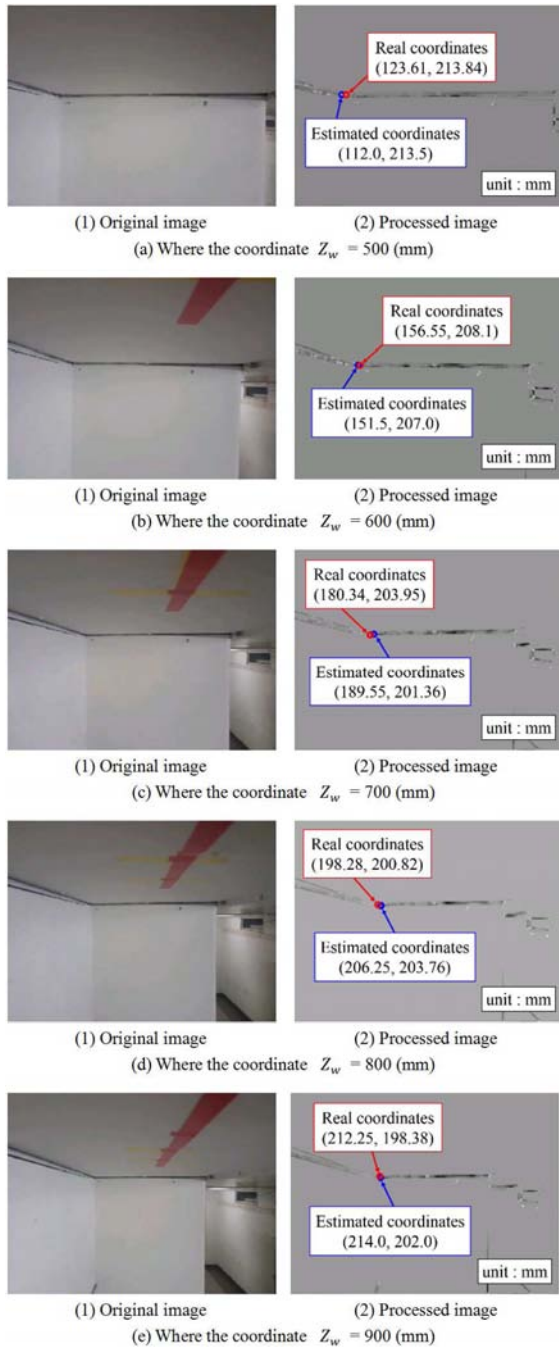 Real coordinates
(123.61, 213.84)
Estimated coordinates
(112.0, 213.5)
unit : mm
(1) Original image (2) Processed image
(a) Where the coordinate Z_w = 500 (mm)
Real coordinates
(156.55, 208.1)
Estimated coordinates
(151.5, 207.0)
unit : mm
(1) Original image (2) Processed image
(b) Where the coordinate Z_w = 600 (mm)
Real coordinates
(180.34, 203.95)
Estimated coordinates
(189.55, 201.36)
unit : mm
(1) Original image (2) Processed image
(c) Where the coordinate Z_w = 700 (mm)
Real coordinates
(198.28, 200.82)
Estimated coordinates
(206.25, 203.76)
unit : mm
(1) Original image (2) Processed image
(d) Where the coordinate Z_w = 800 (mm)
Real coordinates
(212.25, 198.38)
Estimated coordinates
(214.0, 202.0)
unit : mm
(1) Original image (2) Processed image
(e) Where the coordinate Z_w = 900 (mm)